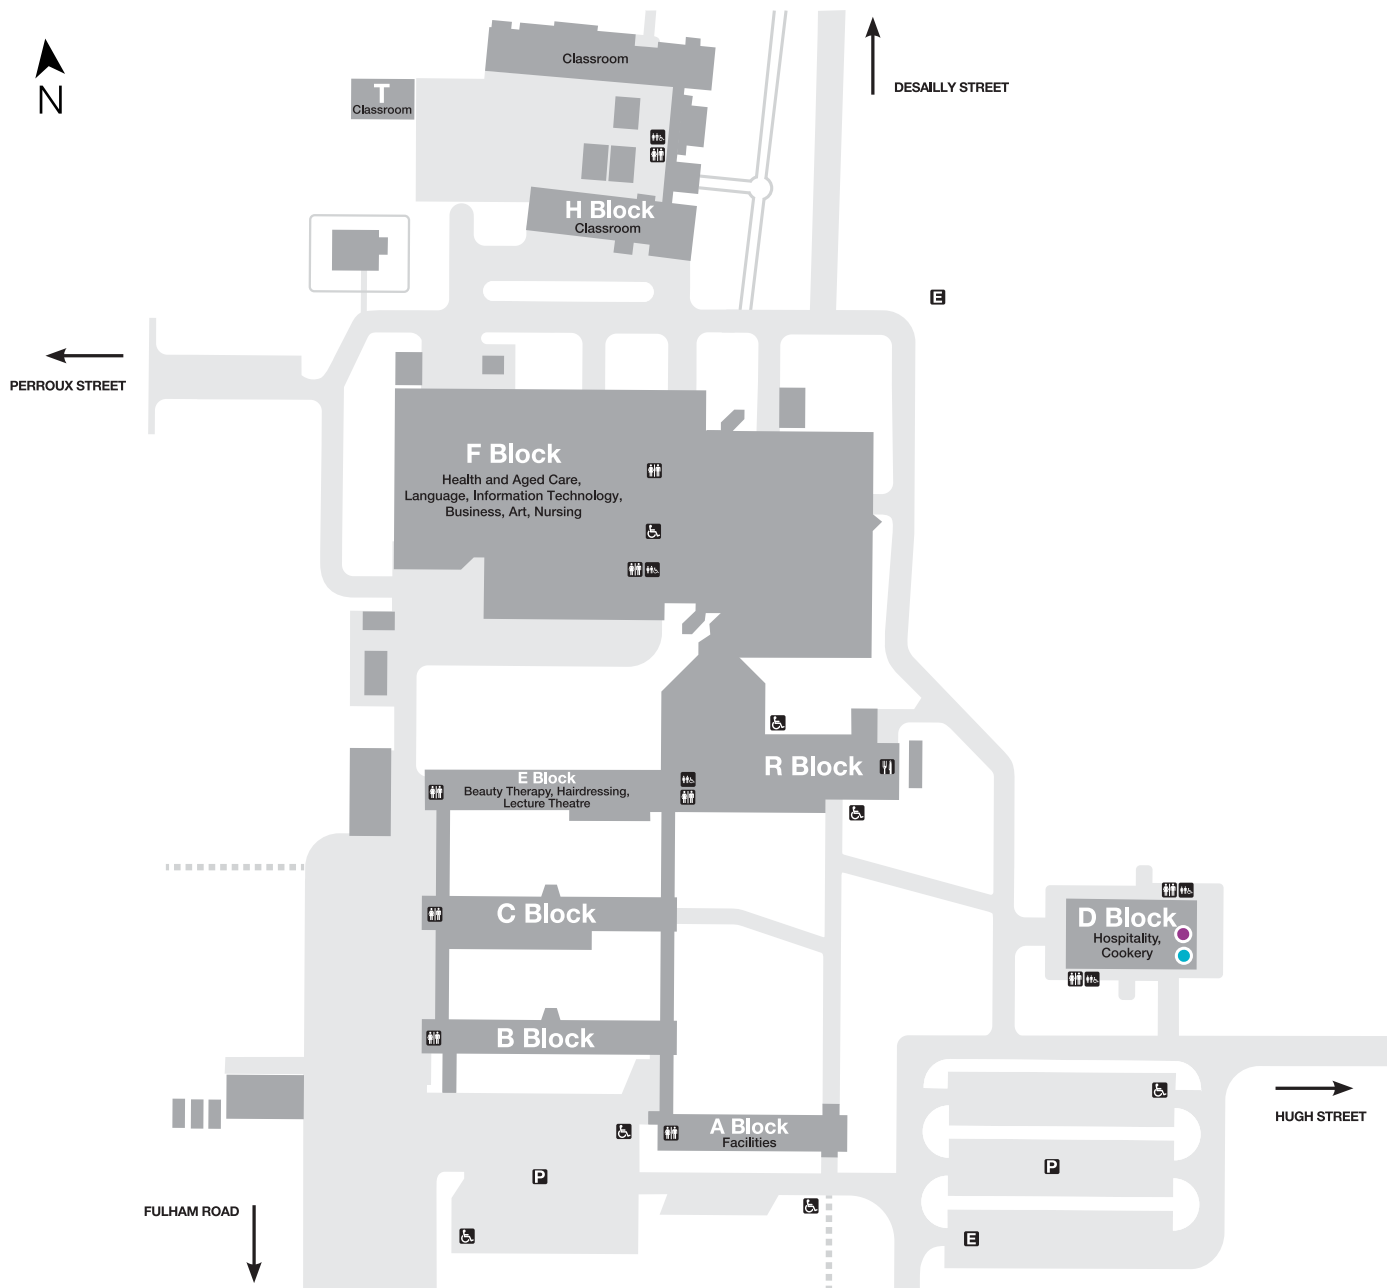 Classroom
N
T
Classroom
DESAILLY STREET
H Block
Classroom
E
PERROUX STREET
F Block
Health and Aged Care,
Language, Information Technology,
Business, Art, Nursing
R Block
E Block
Beauty Therapy, Hairdressing,
Lecture Theatre
C Block
D Block
Hospitality,
Cookery
B Block
HUGH STREET
A Block
Facilities
P
P
FULHAM ROAD
E